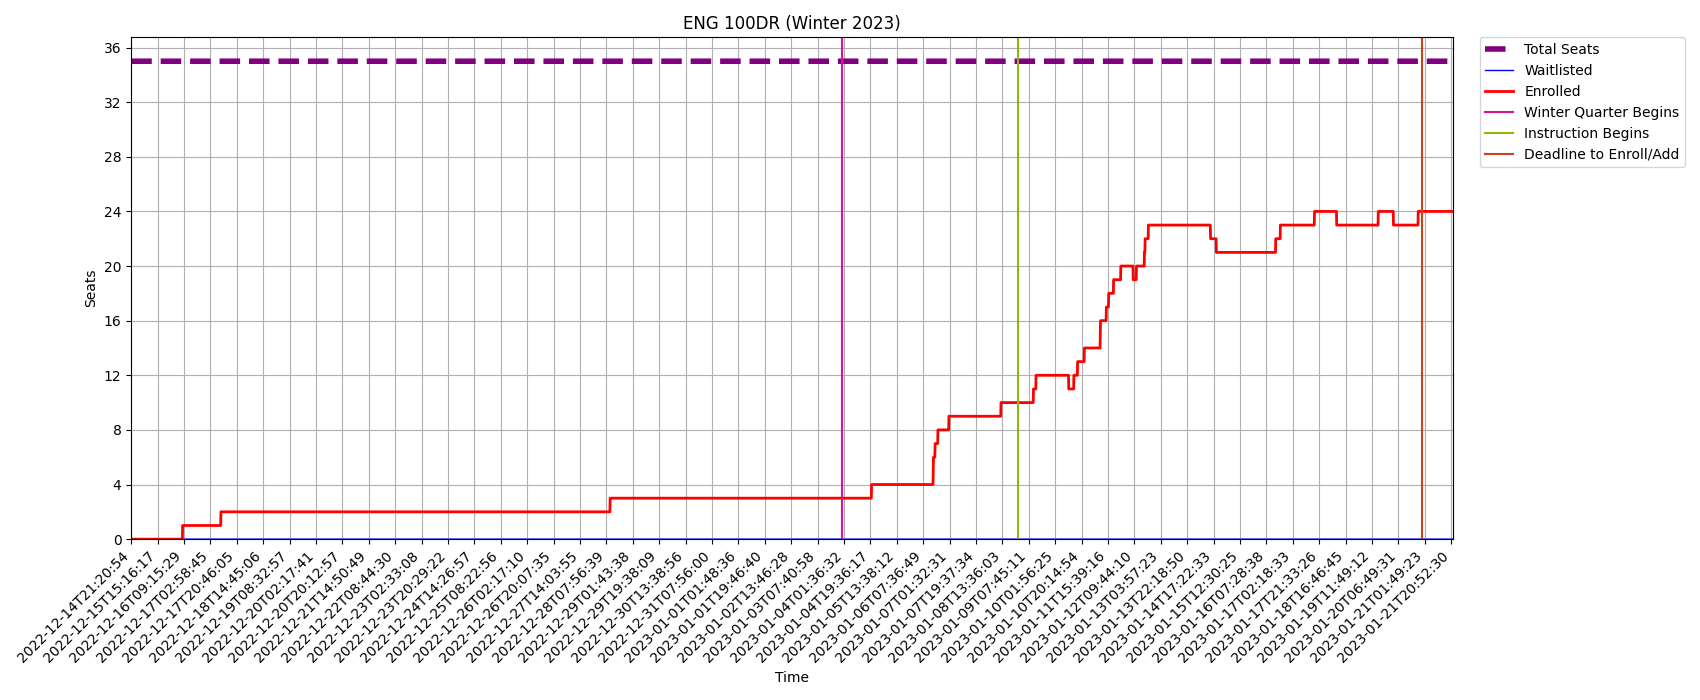 ENG 100DR (Winter 2023)
36
32
28
24
20
16
12
8
4
0
Seats
Total Seats
Waitlisted
Enrolled
Winter Quarter Begins
Instruction Begins
Deadline to Enroll/Add
2022-12-14T21:20:54
2022-12-15T15:16:17
2022-12-16T09:15:29
2022-12-17T02:58:45
2022-12-17T20:46:05
2022-12-18T14:45:06
2022-12-19T08:32:57
2022-12-20T02:17:41
2022-12-20T20:12:57
2022-12-21T14:50:49
2022-12-22T08:44:30
2022-12-23T02:33:08
2022-12-23T20:29:22
2022-12-24T14:26:57
2022-12-25T08:22:56
2022-12-26T02:17:10
2022-12-26T20:07:35
2022-12-27T14:03:55
2022-12-28T07:56:39
2022-12-29T01:43:38
2022-12-29T19:38:09
2022-12-30T13:38:56
2022-12-31T07:56:00
2023-01-01T01:48:36
2023-01-01T19:46:40
2023-01-02T13:46:28
2023-01-03T07:40:58
2023-01-04T01:36:32
2023-01-04T19:36:17
2023-01-05T13:38:12
2023-01-06T07:36:49
2023-01-07T01:32:31
2023-01-07T19:37:34
2023-01-08T13:36:03
2023-01-09T07:45:11
2023-01-10T01:56:25
2023-01-10T20:14:54
2023-01-11T15:39:16
2023-01-12T09:44:10
2023-01-13T03:57:23
2023-01-13T22:18:50
2023-01-14T17:22:33
2023-01-15T12:30:25
2023-01-16T07:28:38
2023-01-17T02:18:33
2023-01-17T21:33:26
2023-01-18T16:46:45
2023-01-19T11:49:12
2023-01-20T06:49:31
2023-01-21T01:49:23
2023-01-21T20:52:30
Time